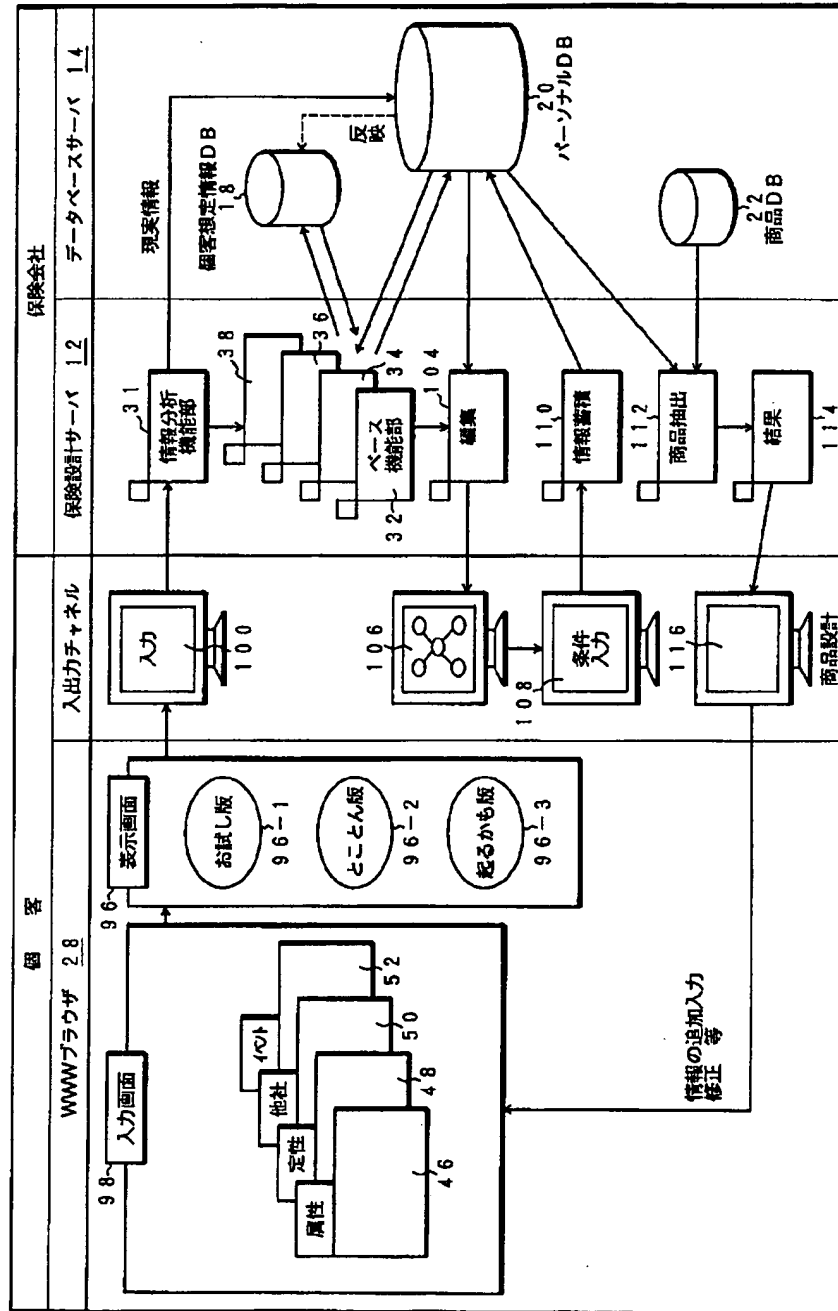 個客
保険会社
WWWブラウザ 28
入出力チャネル
保険設計サーバ 12
データベースサーバ 14
98
入力画面
属性
定性
他社
イベント
46
48
50
52
96
表示画面
お試し版
96-1
とことん版
96-2
起るかも版
96-3
入力
100
106
条件
入力
108
116
商品設計
情報の追加入力
修正 等
31
情報分析
機能部
38
36
34
ベース
機能部
32
104
編集
110
情報蓄積
112
商品抽出
結果
114
現実情報
個客想定情報DB
18
反映
20
パーソナルDB
22
商品DB